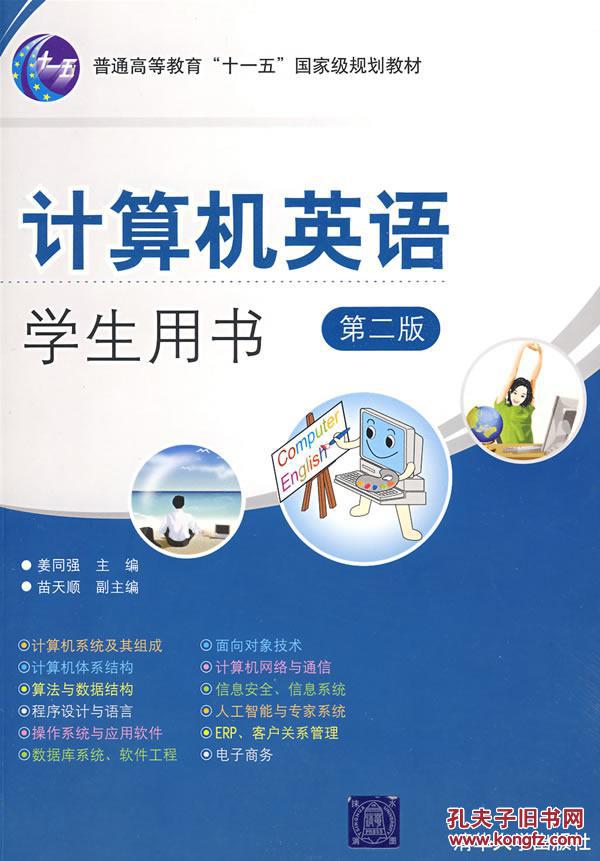 十一五
普通高等教育“十一五”国家级规划教材
计算机英语
学生用书
第二版
Computer
English
姜同强 主 编
苗天顺 副主编
计算机系统及其组成
计算机体系结构
算法与数据结构
程序设计与语言
操作系统与应用软件
数据库系统、软件工程
面向对象技术
计算机网络与通信
信息安全、信息系统
人工智能与专家系统
ERP、客户关系管理
电子商务
孔夫子旧书网
www.kongfz.com